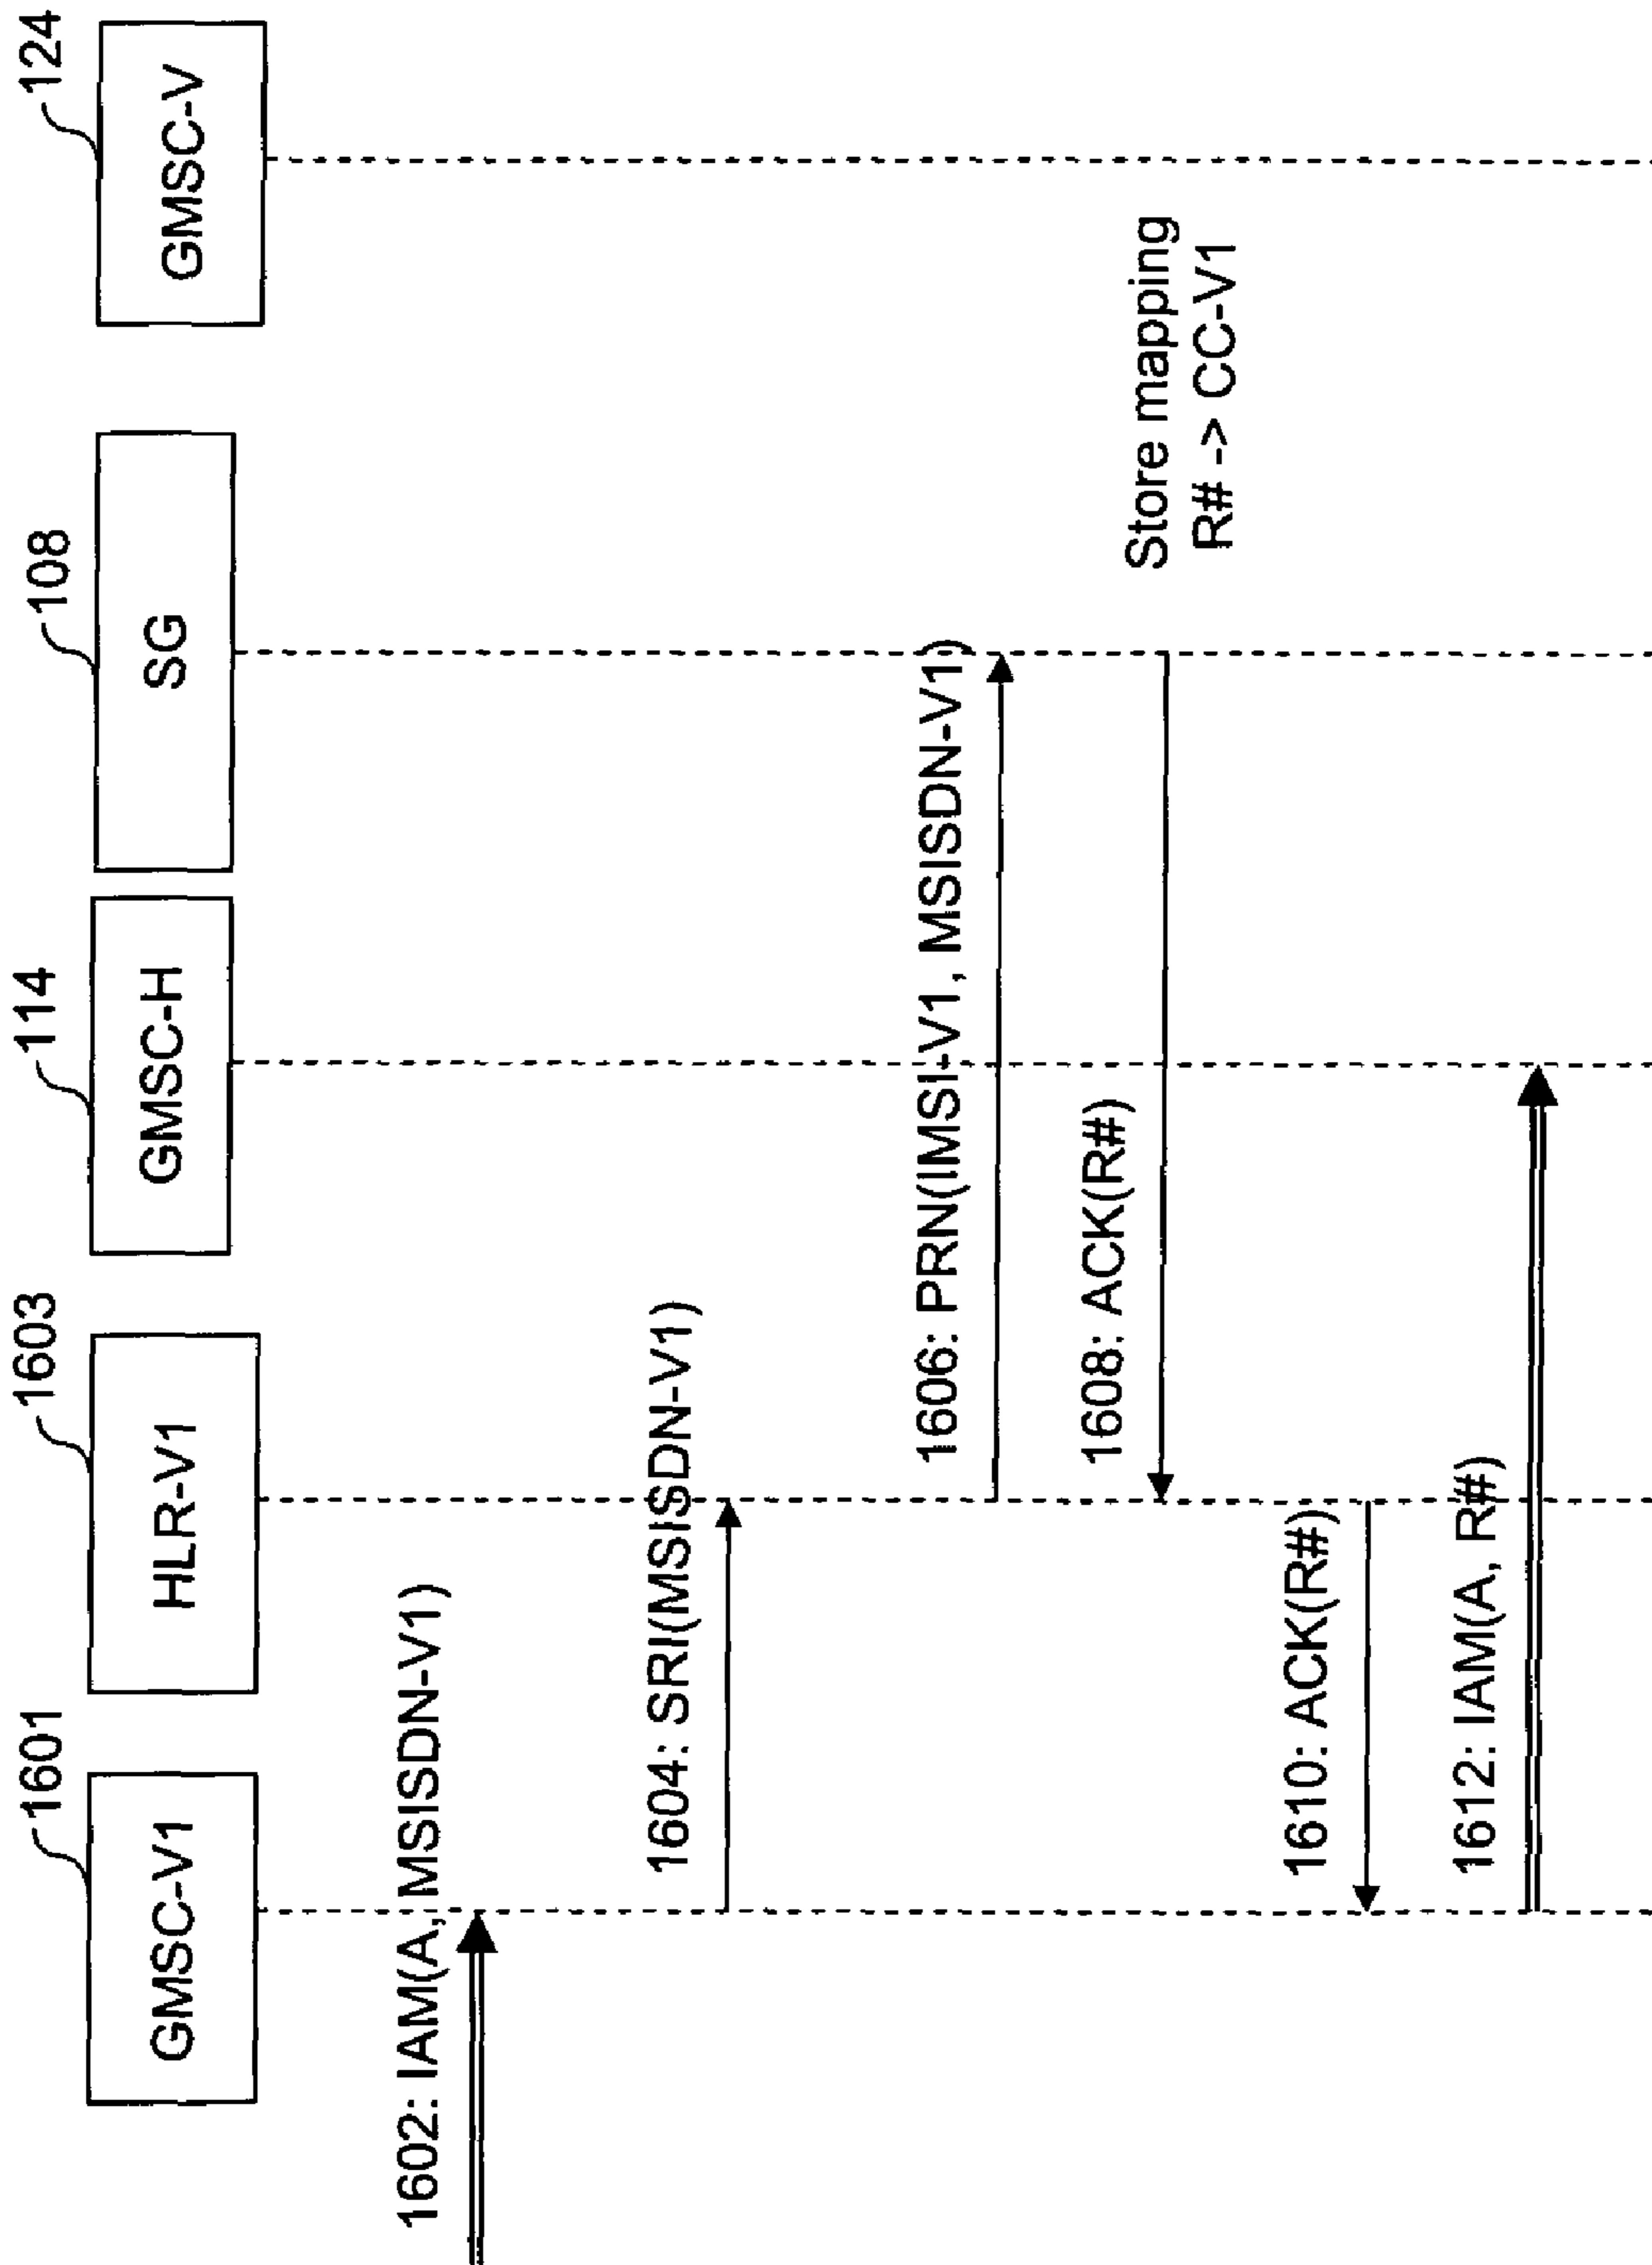 1601
GMSC-V1
1603
HLR-V1
114
GMSC-H
108
SG
124
GMSC-V
1602: IAM(A, MSISDN-V1)
1604: SRI(MSISDN-V1)
1606: PRN(IMSI-V1, MSISDN-V1)
1608: ACK(R#)
Store mapping
R# -> CC-V1
1610: ACK(R#)
1612: IAM(A, R#)